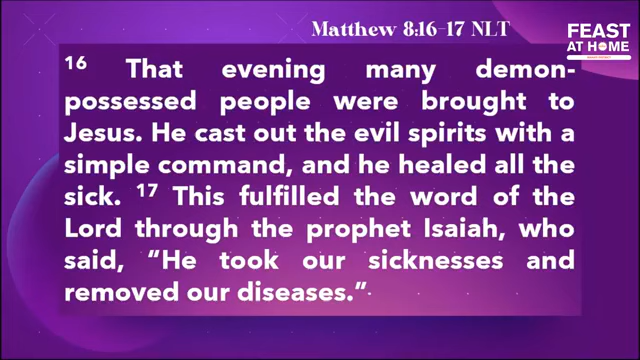 Matthew 8:16-17 NLT
FEAST
AT HOME
16 That evening many demon-
possessed people were brought to
Jesus. He cast out the evil spirits with a
simple command, and he healed all the
sick. 17 This fulfilled the word of the
Lord through the prophet Isaiah, who
said, “He took our sicknesses and
removed our diseases.”